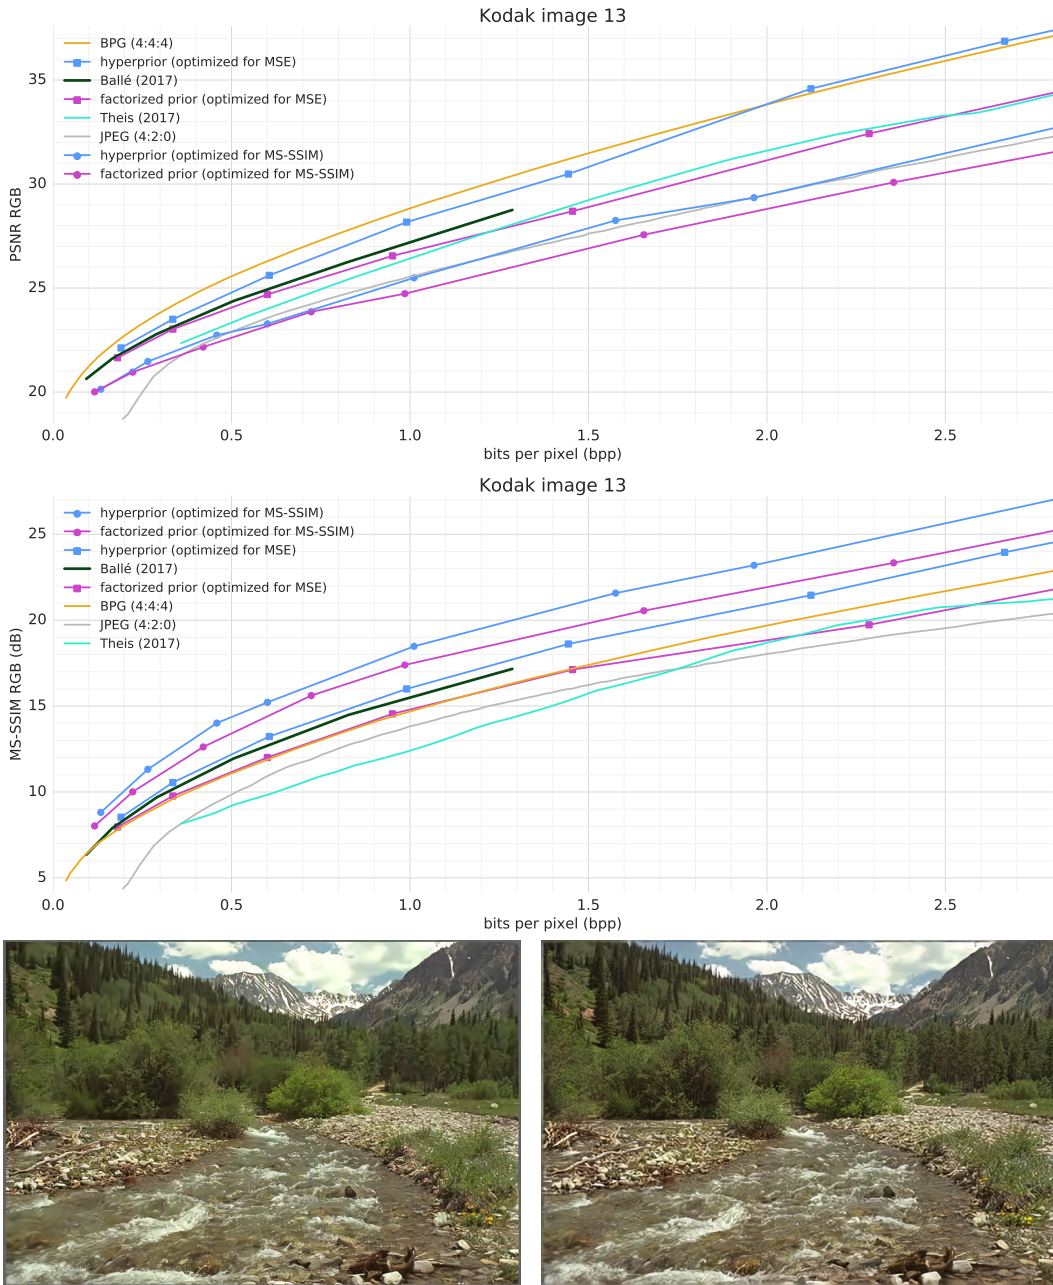 Kodak image 13
BPG (4:4:4)
hyperprior (optimized for MSE)
Ballé (2017)
factorized prior (optimized for MSE)
Theis (2017)
JPEG (4:2:0)
hyperprior (optimized for MS-SSIM)
factorized prior (optimized for MS-SSIM)
PSNR RGB
35
30
25
20
0.0 0.5 1.0 1.5 2.0 2.5
bits per pixel (bpp)
Kodak image 13
hyperprior (optimized for MS-SSIM)
factorized prior (optimized for MS-SSIM)
hyperprior (optimized for MSE)
Ballé (2017)
factorized prior (optimized for MSE)
BPG (4:4:4)
JPEG (4:2:0)
Theis (2017)
MS-SSIM RGB (dB)
25
20
15
10
5
0.0 0.5 1.0 1.5 2.0 2.5
bits per pixel (bpp)